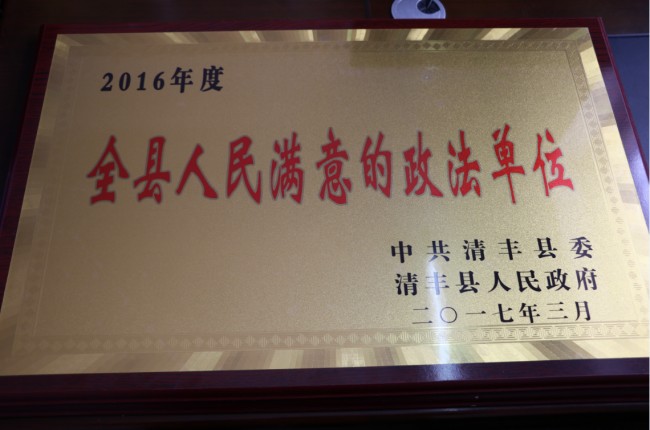 2016年度
全县人民满意的政法单位
中共清丰县委
清丰县人民政府
二〇一七年三月